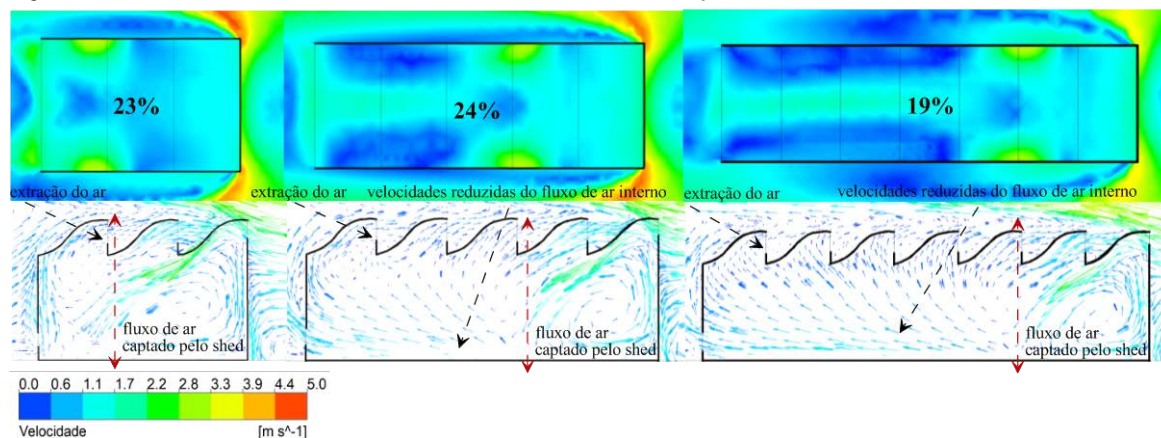 23%
24%
19%
extração do ar
extração do ar
velocidades reduzidas do fluxo de ar interno
extração do ar
velocidades reduzidas do fluxo de ar interno
fluxo de ar
captado pelo shed
fluxo de ar
captado pelo shed
fluxo de ar
captado pelo shed
0.0 0.6 1.1 1.7 2.2 2.8 3.3 3.9 4.4 5.0
Velocidade [m s^-1]